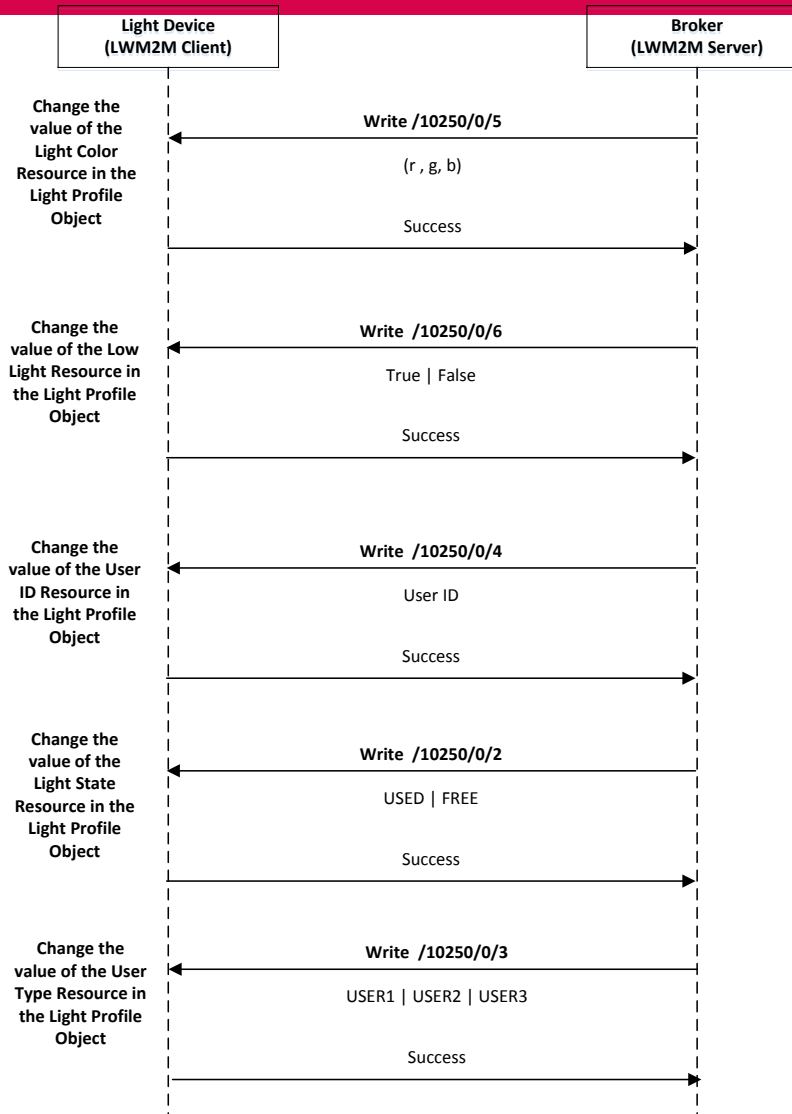 Light Device
(LWM2M Client)
Broker
(LWM2M Server)
Change the
value of the
Light Color
Resource in the
Light Profile
Object
Write /10250/0/5
(r , g, b)
Success
Change the
value of the Low
Light Resource in
the Light Profile
Object
Write /10250/0/6
True | False
Success
Change the
value of the User
ID Resource in
the Light Profile
Object
Write /10250/0/4
User ID
Success
Change the
value of the
Light State
Resource in the
Light Profile
Object
Write /10250/0/2
USED | FREE
Success
Change the
value of the User
Type Resource in
the Light Profile
Object
Write /10250/0/3
USER1 | USER2 | USER3
Success